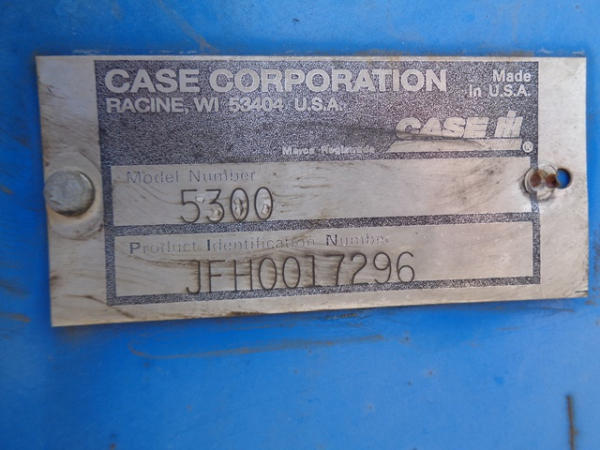 CASE CORPORATION
RACINE, WI 53404 U.S.A.
Made
In U.S.A.
CASE IH
®
Marca Registrada
Model Number
5300
Product Identification Number
JFH0017296